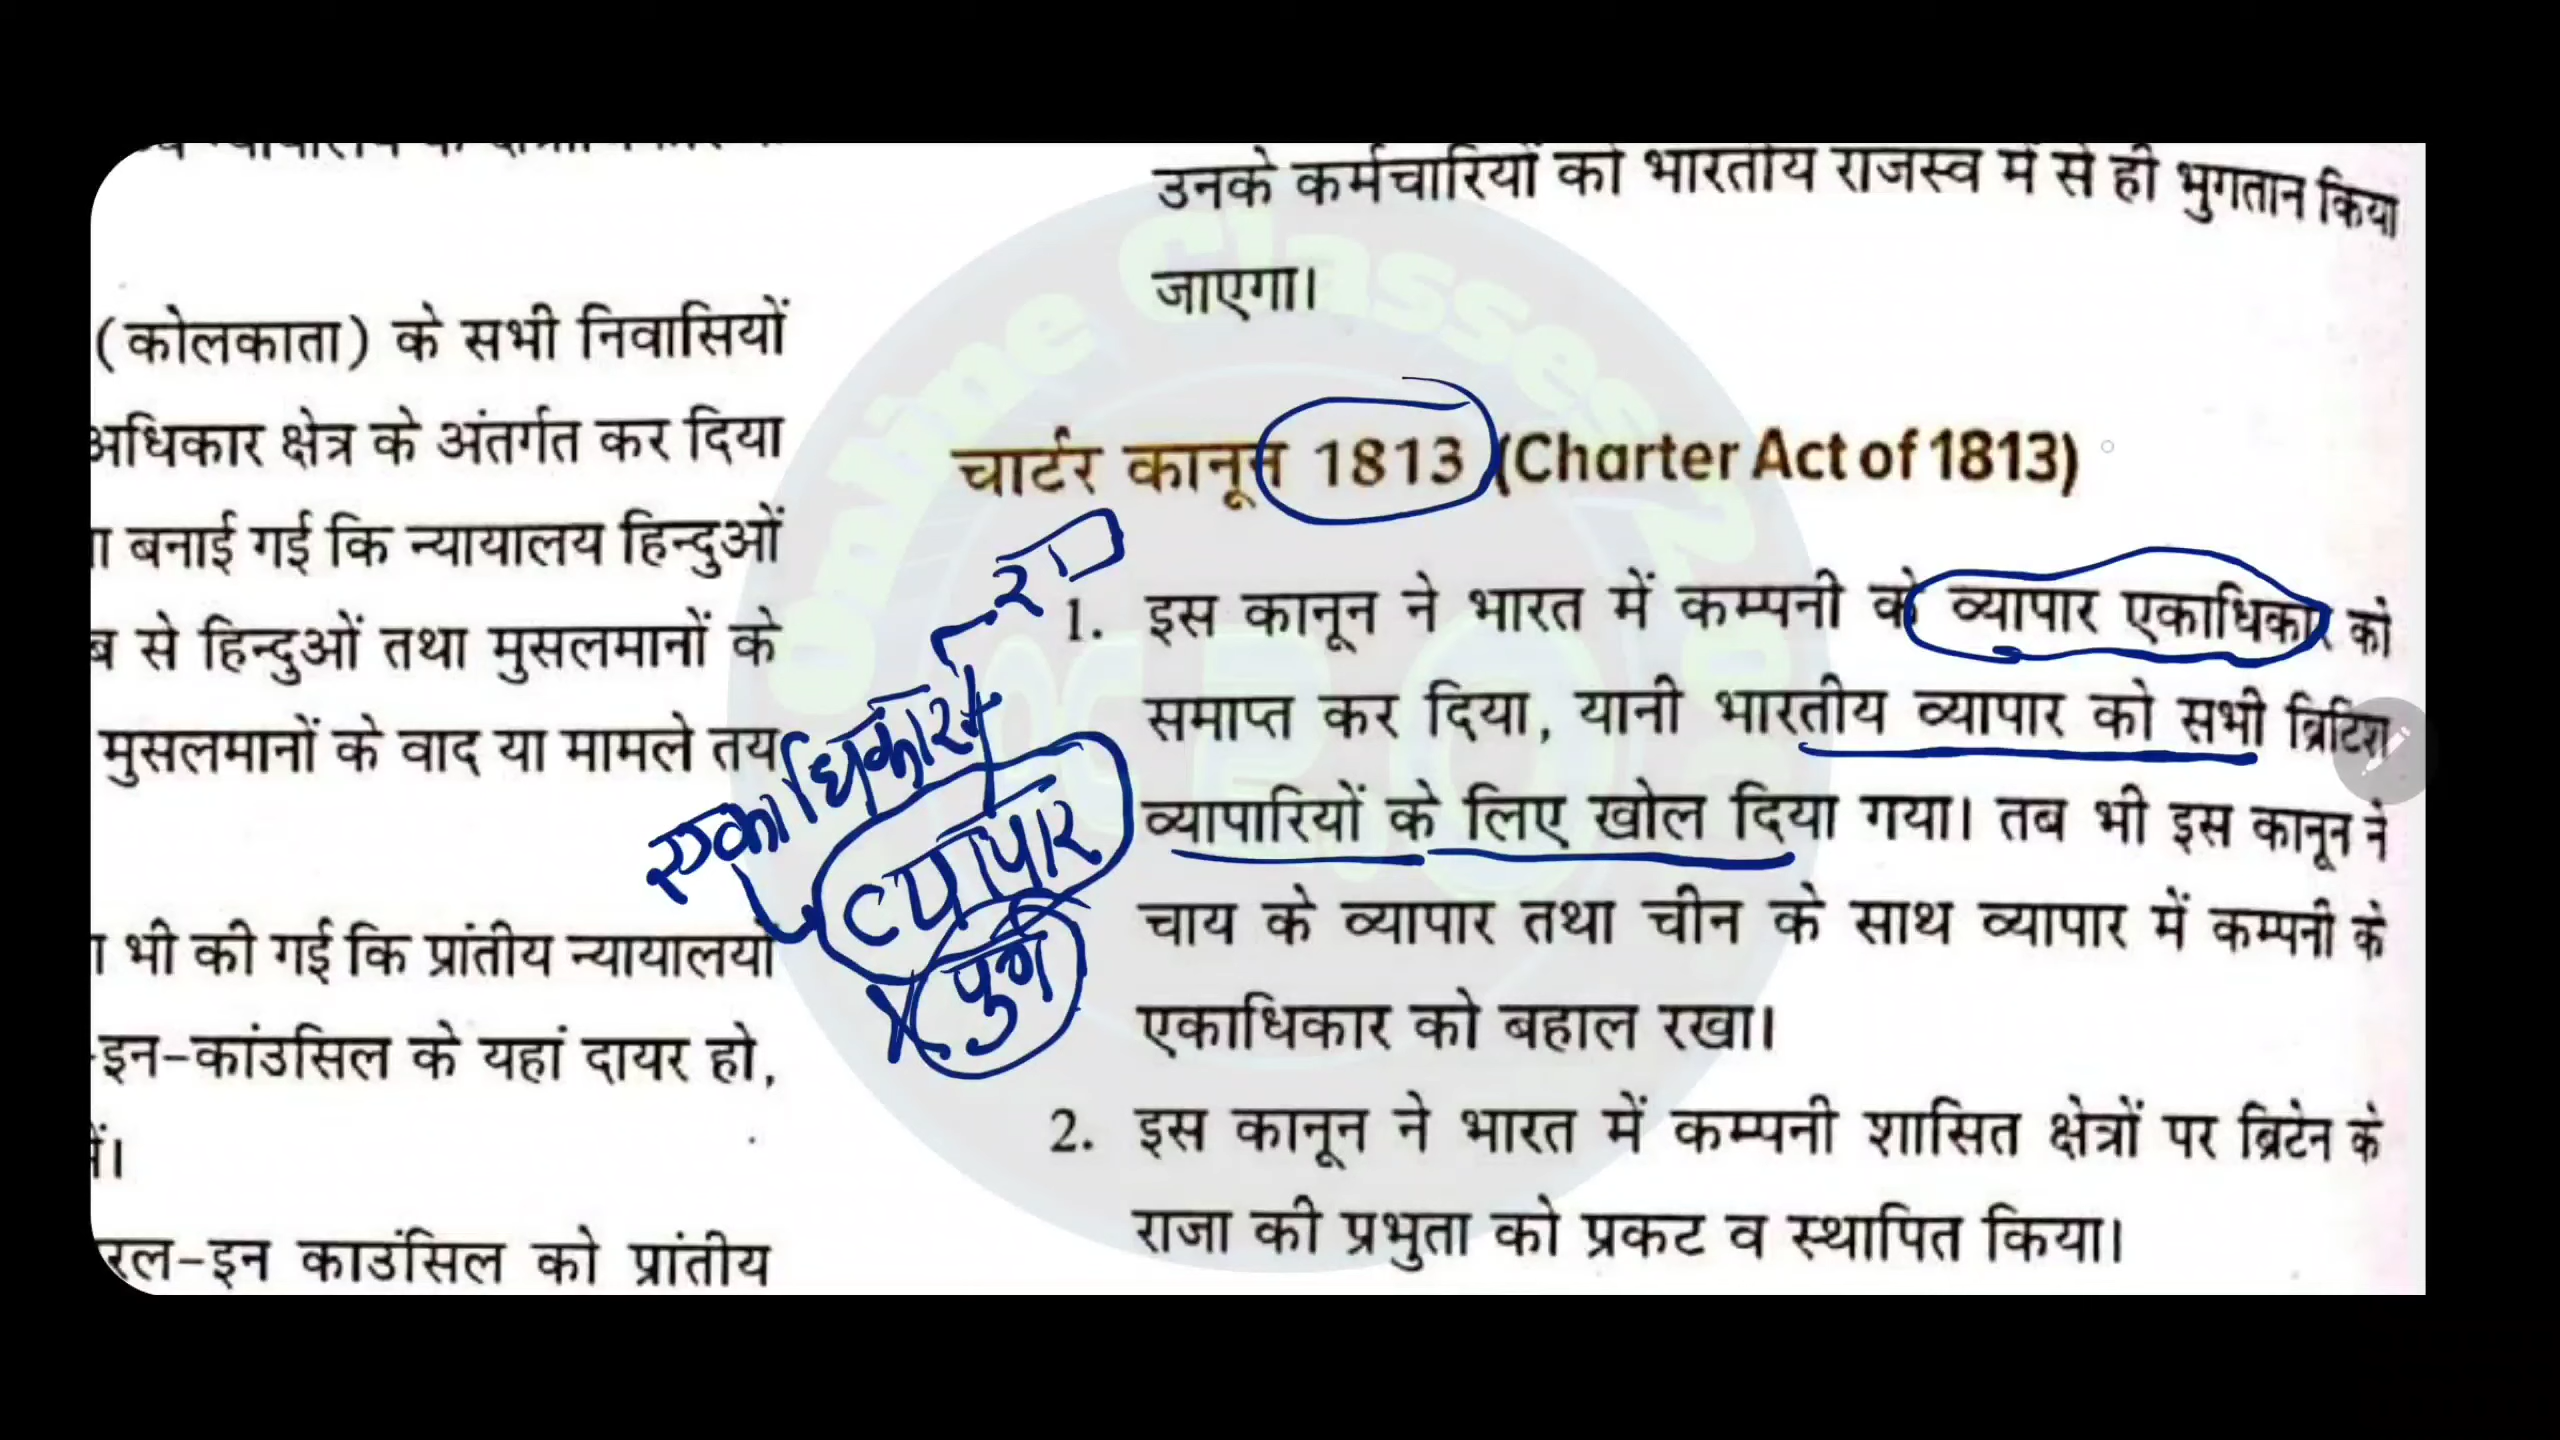 (कोलकाता) के सभी निवासियों
अधिकार क्षेत्र के अंतर्गत कर दिया
बनाई गई कि न्यायालय हिन्दुओं
से हिन्दुओं तथा मुसलमानों के
मुसलमानों के वाद या मामले तय
भी की गई कि प्रांतीय न्यायालयों
-इन-कांउसिल के यहां दायर हो,
रल-इन काउंसिल को प्रांतीय
उनके कर्मचारियों को भारतीय राजस्व में से ही भुगतान किया
जाएगा।
चार्टर कानून 1813 (Charter Act of 1813)
1. इस कानून ने भारत में कम्पनी के व्यापार एकाधिकार को
समाप्त कर दिया, यानी भारतीय व्यापार को सभी ब्रिटिश
व्यापारियों के लिए खोल दिया गया। तब भी इस कानून ने
चाय के व्यापार तथा चीन के साथ व्यापार में कम्पनी के
एकाधिकार को बहाल रखा।
2. इस कानून ने भारत में कम्पनी शासित क्षेत्रों पर ब्रिटेन के
राजा की प्रभुता को प्रकट व स्थापित किया।
एकाधिकार
व्यापार
Online Classes